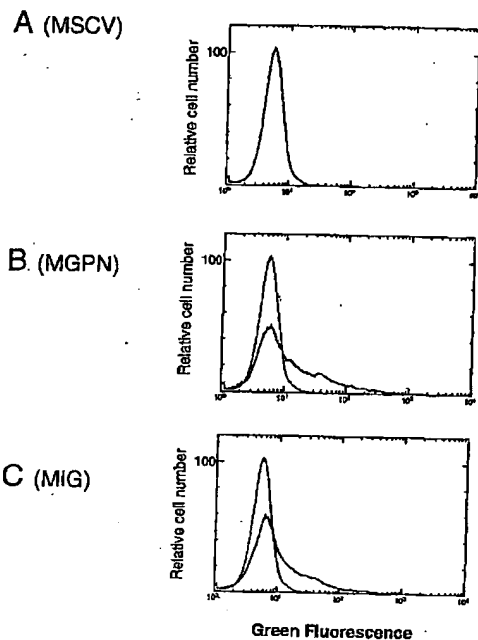 A (MSCV)
Relative cell number
100
B. (MGPN)
Relative cell number
100
C (MIG)
Relative cell number
100
Green Fluorescence